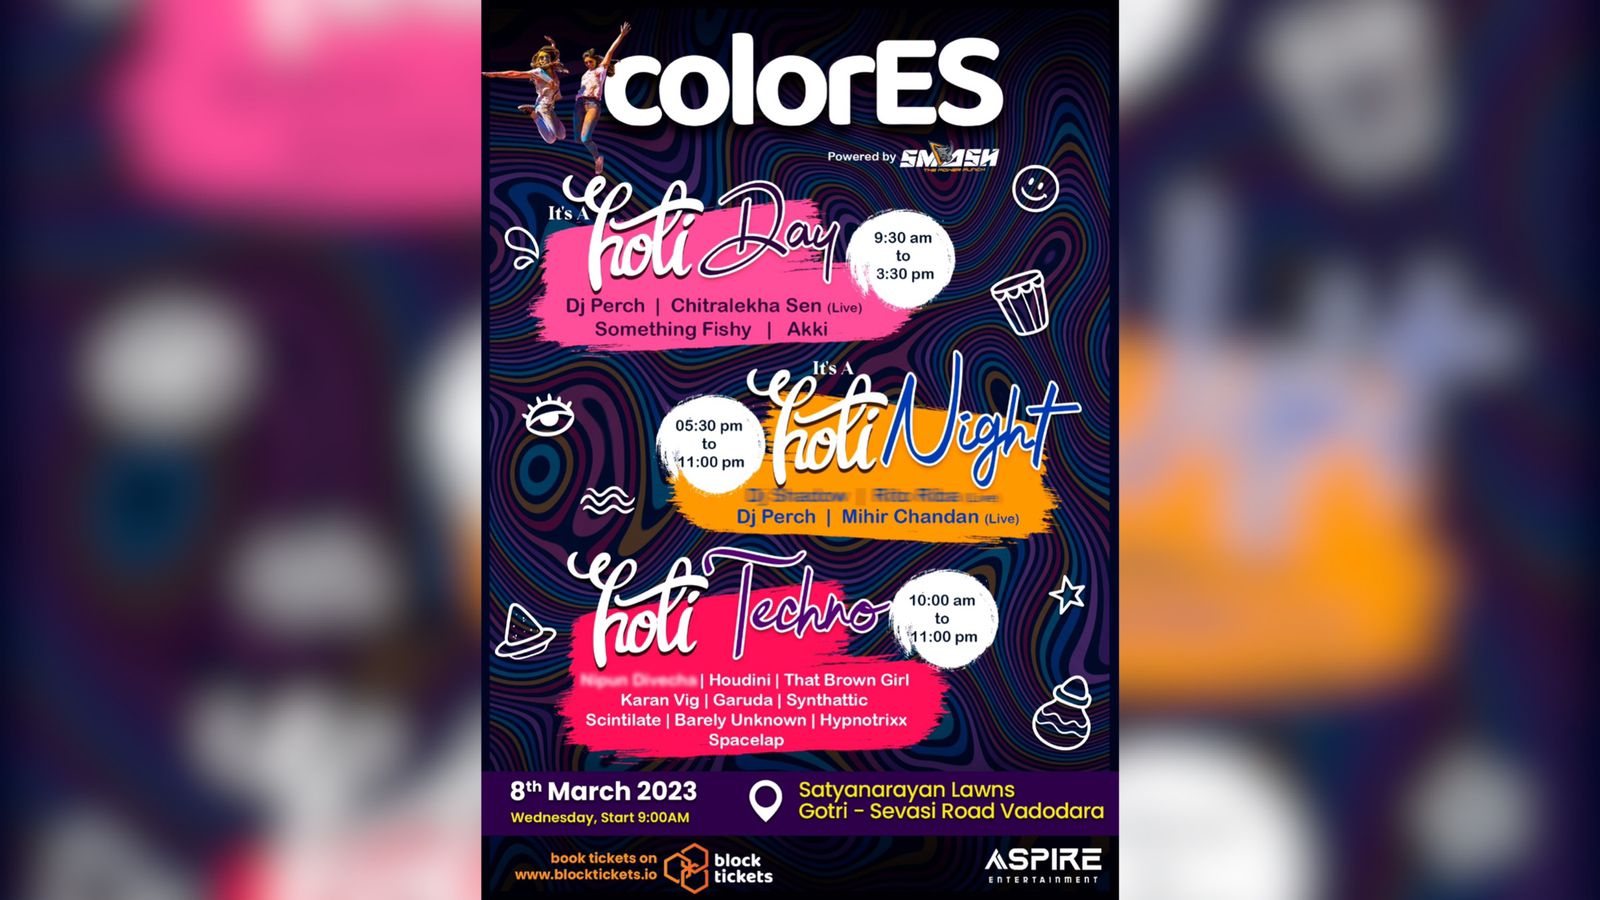 colorES
Powered by SMASH
THE POWER PUNCH
It's A
holi Day
9:30 am
to
3:30 pm
Dj Perch | Chitralekha Sen (Live)
Something Fishy | Akki
It's A
holi Night
05:30 pm
to
11:00 pm
Dj Perch | Mihir Chandan (Live)
holi Techno
10:00 am
to
11:00 pm
| Houdini | That Brown Girl
Karan Vig | Garuda | Synthattic
Scintilate | Barely Unknown | Hypnotrixx
Spacelap
8th March 2023
Wednesday, Start 9:00AM
Satyanarayan Lawns
Gotri - Sevasi Road Vadodara
book tickets on
www.blocktickets.io
block
tickets
ASPIRE
ENTERTAINMENT